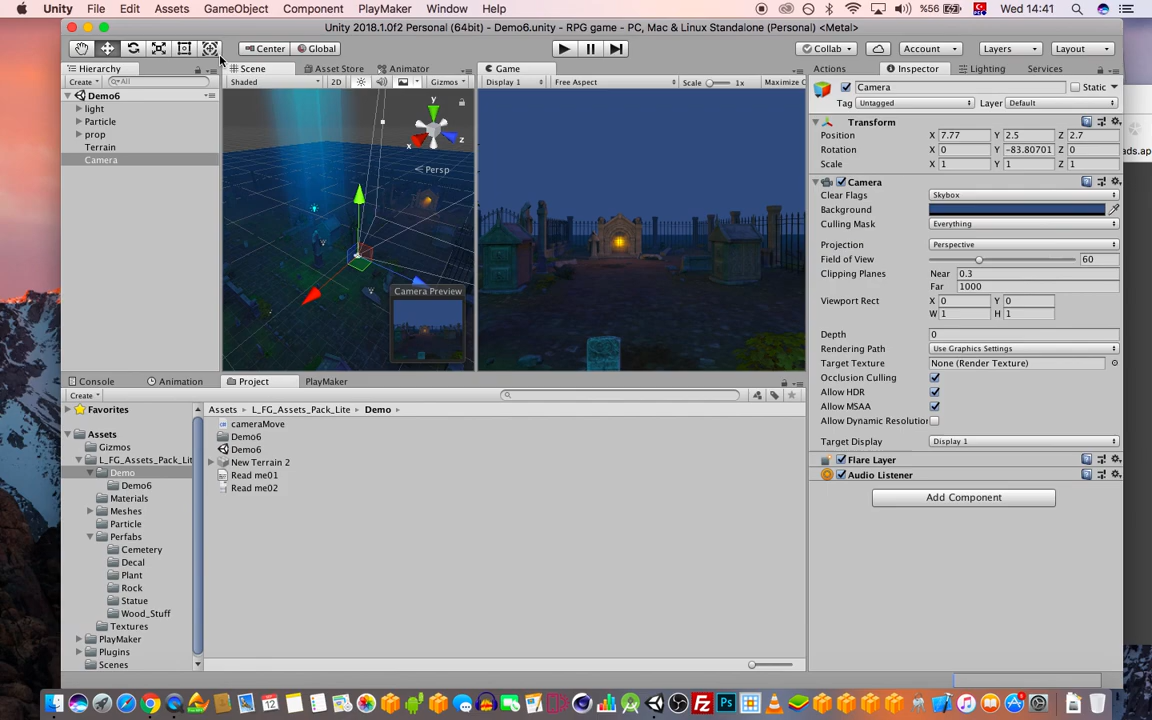 Unity File Edit Assets GameObject Component PlayMaker Window Help %56 Wed 14:41
Unity 2018.1.0f2 Personal (64bit) - Demo6.unity - RPG game - PC, Mac & Linux Standalone (Personal) <Metal>
Center Global Collab Account Layers Layout
Hierarchy Scene Asset Store Animator Game Actions Inspector Lighting Services
Create All Shaded 2D Gizmos Display 1 Free Aspect Scale 1x Maximize O
Camera Static
Tag Untagged Layer Default
Demo6
light
Particle
prop
Terrain
Camera
y
x
z
Persp
Camera Preview
Transform
Position X 7.77 Y 2.5 Z 2.7
Rotation X 0 Y -83.80701 Z 0
Scale X 1 Y 1 Z 1
Camera
Clear Flags Skybox
Background
Culling Mask Everything
Projection Perspective
Field of View 60
Clipping Planes Near 0.3
Far 1000
Viewport Rect X 0 Y 0
W 1 H 1
Depth 0
Rendering Path Use Graphics Settings
Target Texture None (Render Texture)
Occlusion Culling
Allow HDR
Allow MSAA
Allow Dynamic Resolution
Target Display Display 1
Flare Layer
Audio Listener
Add Component
ads.ap
Console Animation Project PlayMaker
Create
Favorites
Assets
Gizmos
L_FG_Assets_Pack_Lit
Demo
Demo6
Materials
Meshes
Particle
Perfabs
Cemetery
Decal
Plant
Rock
Statue
Wood_Stuff
Textures
PlayMaker
Plugins
Scenes
Assets L_FG_Assets_Pack_Lite Demo
cameraMove
Demo6
Demo6
New Terrain 2
Read me01
Read me02